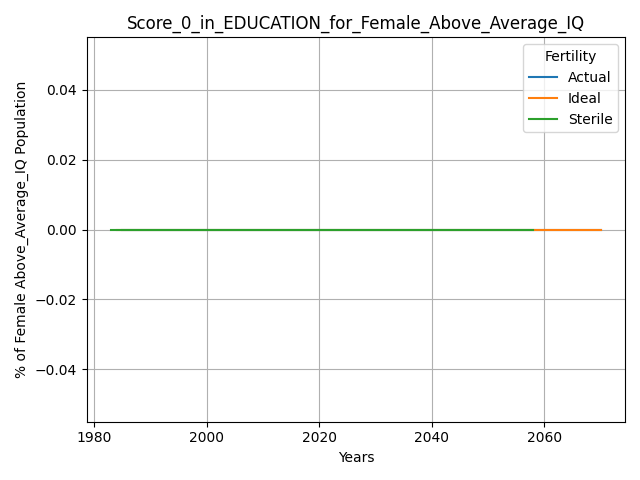 Score_0_in_EDUCATION_for_Female_Above_Average_IQ
% of Female Above_Average_IQ Population
0.04
0.02
0.00
−0.02
−0.04
Fertility
Actual
Ideal
Sterile
1980
2000
2020
2040
2060
Years